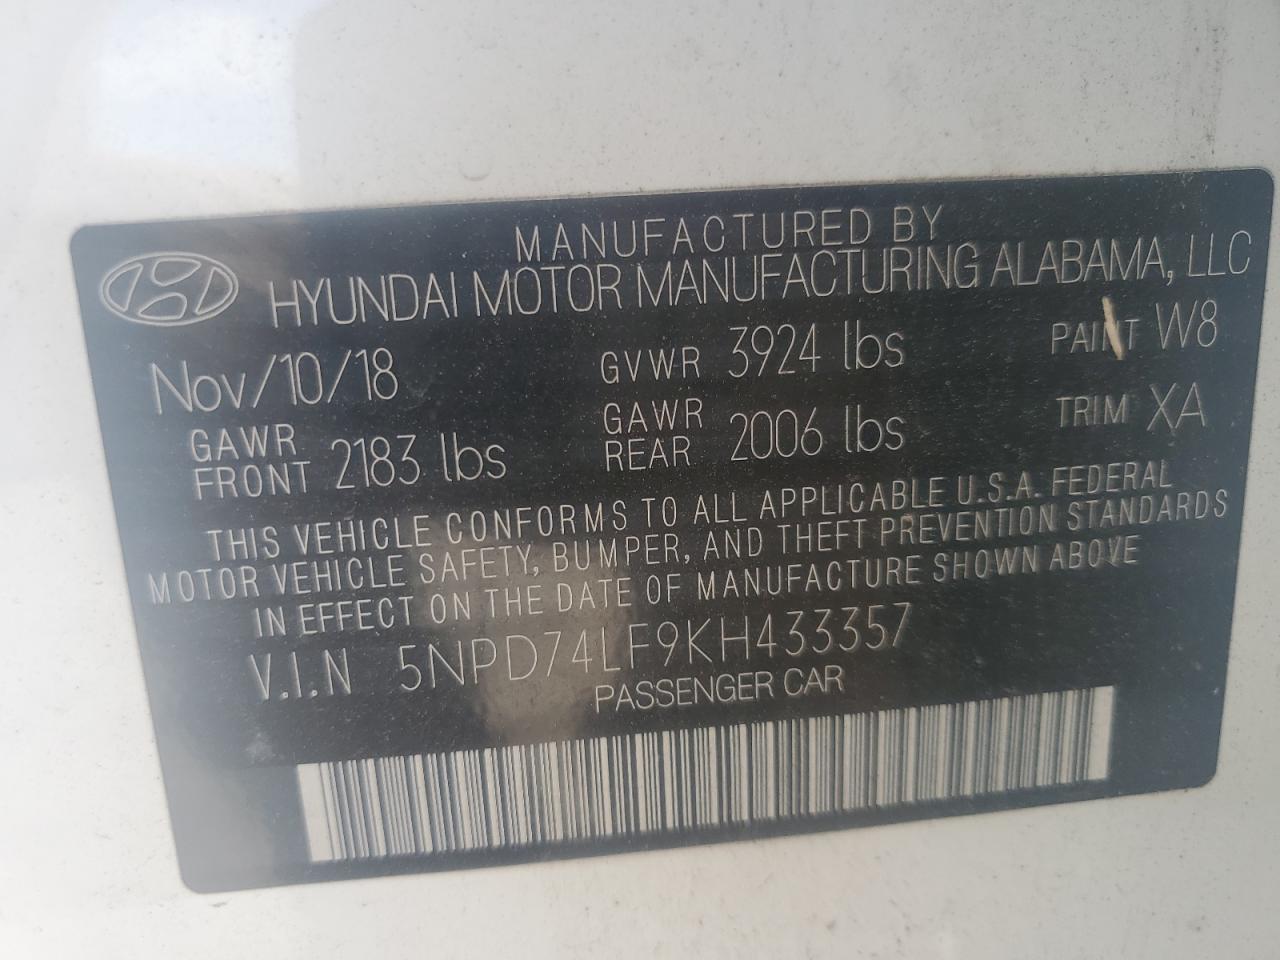 MANUFACTURED BY
HYUNDAI MOTOR MANUFACTURING ALABAMA, LLC
Nov/10/18 GVWR 3924 lbs PAINT W8
GAWR FRONT 2183 lbs GAWR REAR 2006 lbs TRIM XA
THIS VEHICLE CONFORMS TO ALL APPLICABLE U.S.A. FEDERAL
MOTOR VEHICLE SAFETY, BUMPER, AND THEFT PREVENTION STANDARDS
IN EFFECT ON THE DATE OF MANUFACTURE SHOWN ABOVE
V.I.N 5NPD74LF9KH433357
PASSENGER CAR